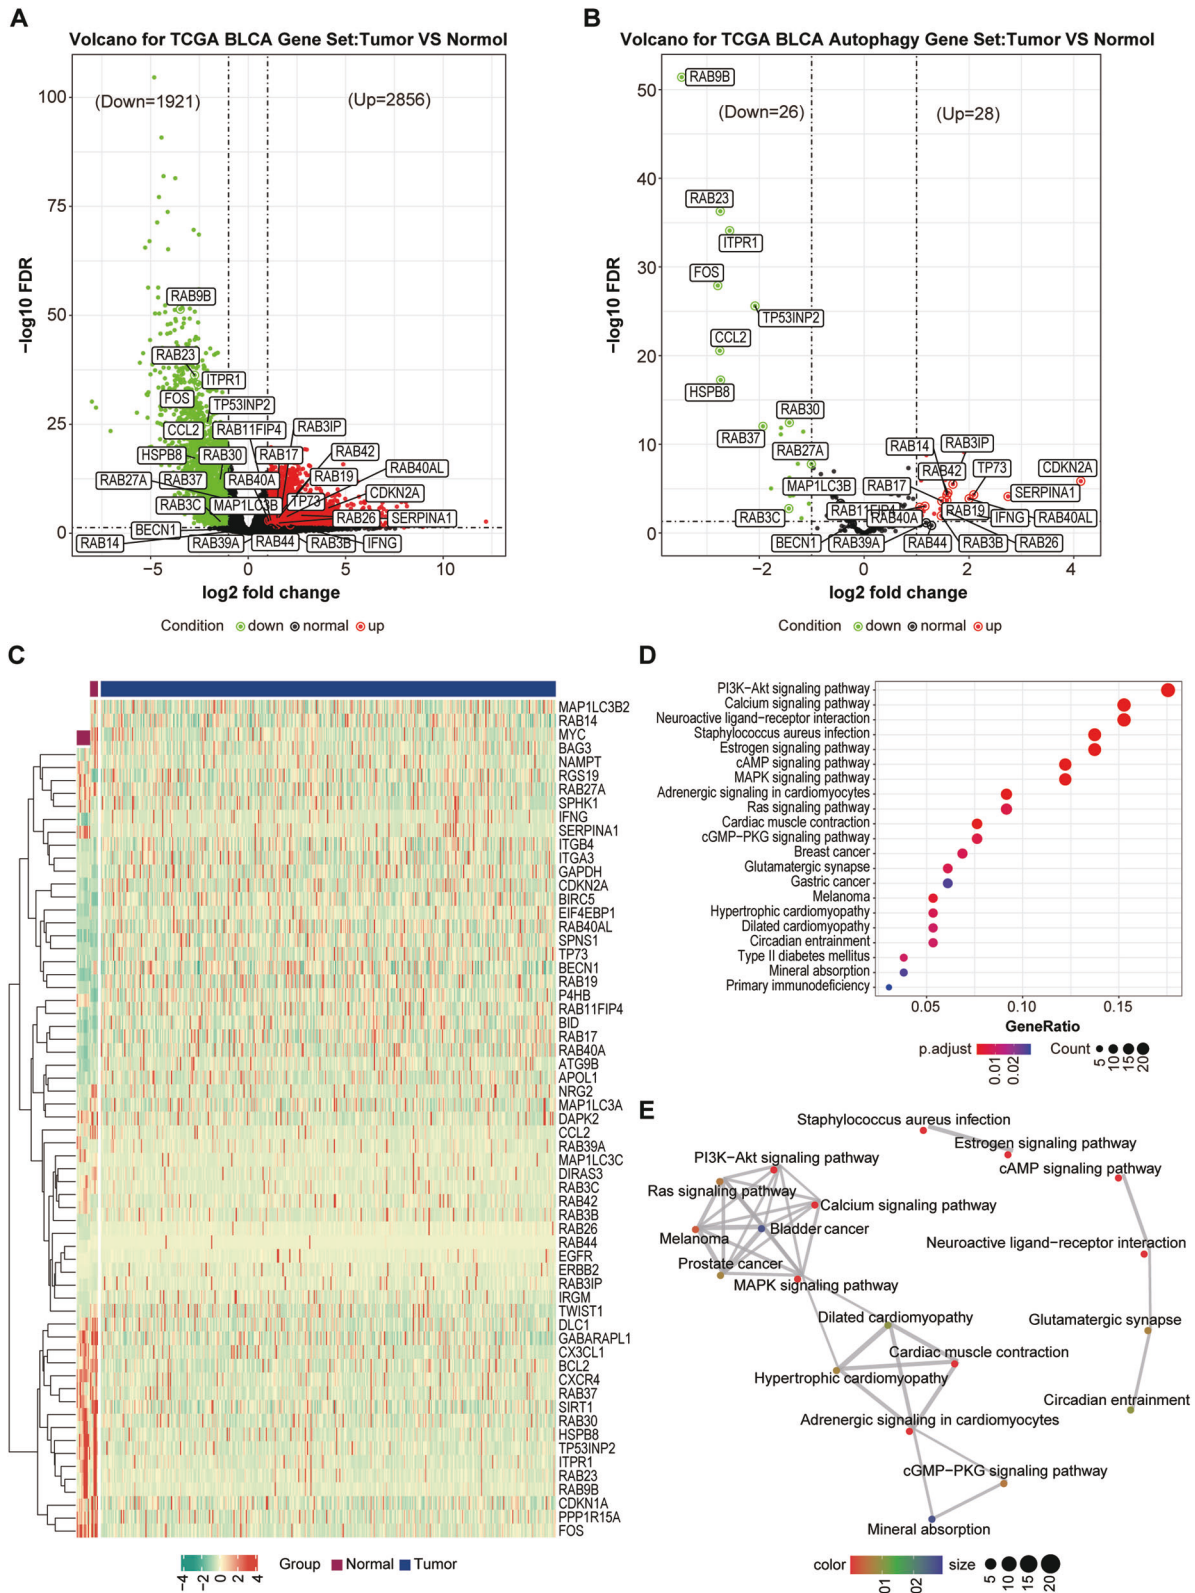 A
Volcano for TCGA BLCA Gene Set:Tumor VS Normol
(Down=1921)
(Up=2856)
−log10 FDR
100
75
50
25
0
RAB9B
RAB23
ITPR1
FOS
TP53INP2
CCL2
RAB11FIP4
RAB3IP
HSPB8
RAB30
RAB17
RAB42
RAB27A
RAB37
RAB40A
RAB19
RAB40AL
RAB3C
MAP1LC3B
TP73
CDKN2A
BECN1
RAB26
SERPINA1
RAB14
RAB39A
RAB44
RAB3B
IFNG
−5
0
5
10
log2 fold change
Condition
down
normal
up
B
Volcano for TCGA BLCA Autophagy Gene Set:Tumor VS Normol
(Down=26)
(Up=28)
−log10 FDR
50
40
30
20
10
0
RAB9B
RAB23
ITPR1
FOS
TP53INP2
CCL2
HSPB8
RAB30
RAB37
RAB27A
RAB14
RAB3IP
RAB42
TP73
CDKN2A
MAP1LC3B
RAB17
SERPINA1
RAB3C
RAB11FIP4
RAB40A
RAB19
IFNG
RAB40AL
BECN1
RAB39A
RAB44
RAB3B
RAB26
−2
0
2
4
log2 fold change
Condition
down
normal
up
C
MAP1LC3B2
RAB14
MYC
BAG3
NAMPT
RGS19
RAB27A
SPHK1
IFNG
SERPINA1
ITGB4
ITGA3
GAPDH
CDKN2A
BIRC5
EIF4EBP1
RAB40AL
SPNS1
TP73
BECN1
RAB19
P4HB
RAB11FIP4
BID
RAB17
RAB40A
ATG9B
APOL1
NRG2
MAP1LC3A
DAPK2
CCL2
RAB39A
MAP1LC3C
DIRAS3
RAB3C
RAB42
RAB3B
RAB26
RAB44
EGFR
ERBB2
RAB3IP
IRGM
TWIST1
DLC1
GABARAPL1
CX3CL1
BCL2
CXCR4
RAB37
SIRT1
RAB30
HSPB8
TP53INP2
ITPR1
RAB23
RAB9B
CDKN1A
PPP1R15A
FOS
−4
−2
0
2
4
Group
Normal
Tumor
D
PI3K−Akt signaling pathway
Calcium signaling pathway
Neuroactive ligand−receptor interaction
Staphylococcus aureus infection
Estrogen signaling pathway
cAMP signaling pathway
MAPK signaling pathway
Adrenergic signaling in cardiomyocytes
Ras signaling pathway
Cardiac muscle contraction
cGMP−PKG signaling pathway
Breast cancer
Glutamatergic synapse
Gastric cancer
Melanoma
Hypertrophic cardiomyopathy
Dilated cardiomyopathy
Circadian entrainment
Type II diabetes mellitus
Mineral absorption
Primary immunodeficiency
0.05
0.10
0.15
GeneRatio
p.adjust
0.01
0.02
Count
5
10
15
20
E
Staphylococcus aureus infection
Estrogen signaling pathway
cAMP signaling pathway
PI3K−Akt signaling pathway
Ras signaling pathway
Calcium signaling pathway
Bladder cancer
Melanoma
Neuroactive ligand−receptor interaction
Prostate cancer
MAPK signaling pathway
Dilated cardiomyopathy
Glutamatergic synapse
Cardiac muscle contraction
Hypertrophic cardiomyopathy
Circadian entrainment
Adrenergic signaling in cardiomyocytes
cGMP−PKG signaling pathway
Mineral absorption
color
01
02
size
5
10
15
20